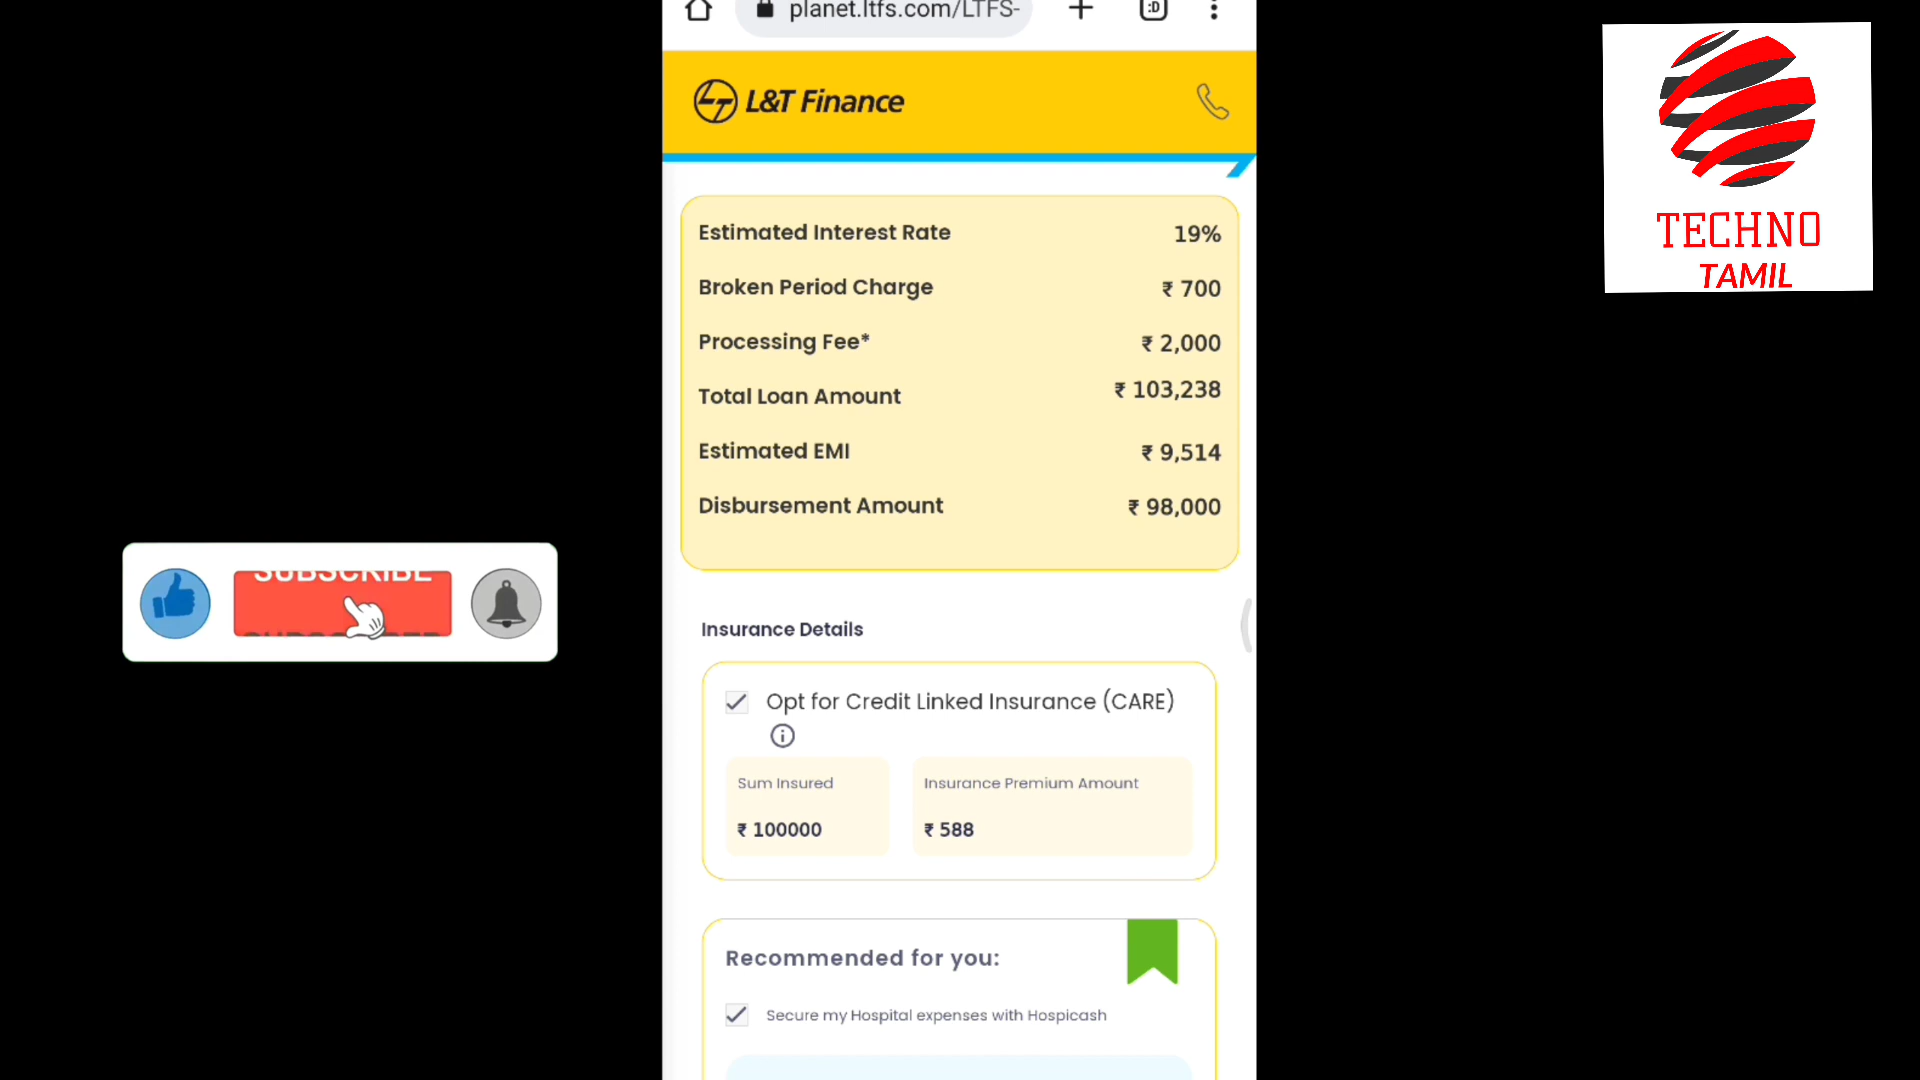 planet.ltfs.com/LTFS-
:D
L&T Finance
TECHNO
TAMIL
Estimated Interest Rate 19%
Broken Period Charge ₹ 700
Processing Fee* ₹ 2,000
Total Loan Amount ₹ 103,238
Estimated EMI ₹ 9,514
Disbursement Amount ₹ 98,000
SUBSCRIBE
Insurance Details
Opt for Credit Linked Insurance (CARE)
Sum Insured Insurance Premium Amount
₹ 100000 ₹ 588
Recommended for you:
Secure my Hospital expenses with Hospicash